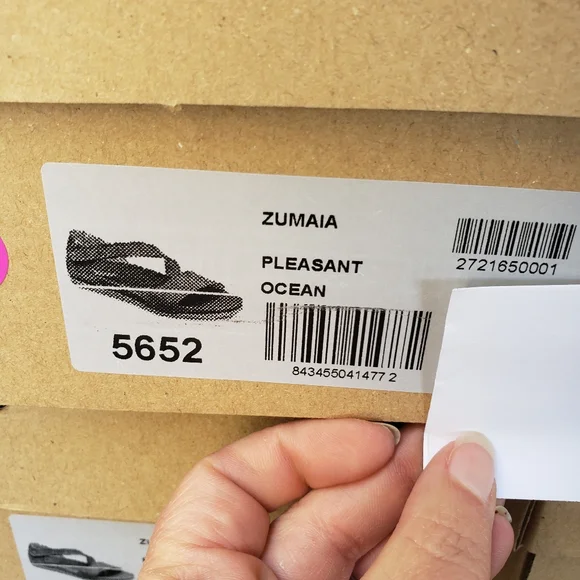 ZUMAIA
2721650001
PLEASANT
OCEAN
5652
843455041477 2